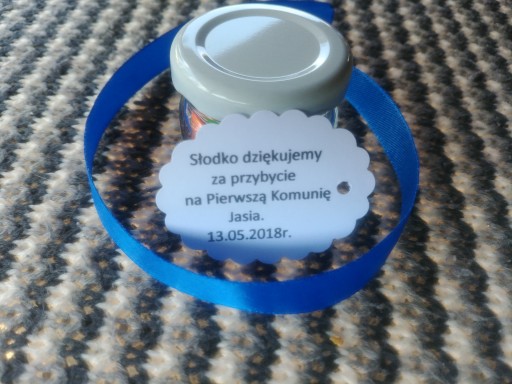 Słodko dziękujemy
za przybycie
na Pierwszą Komunię
Jasia.
13.05.2018r.